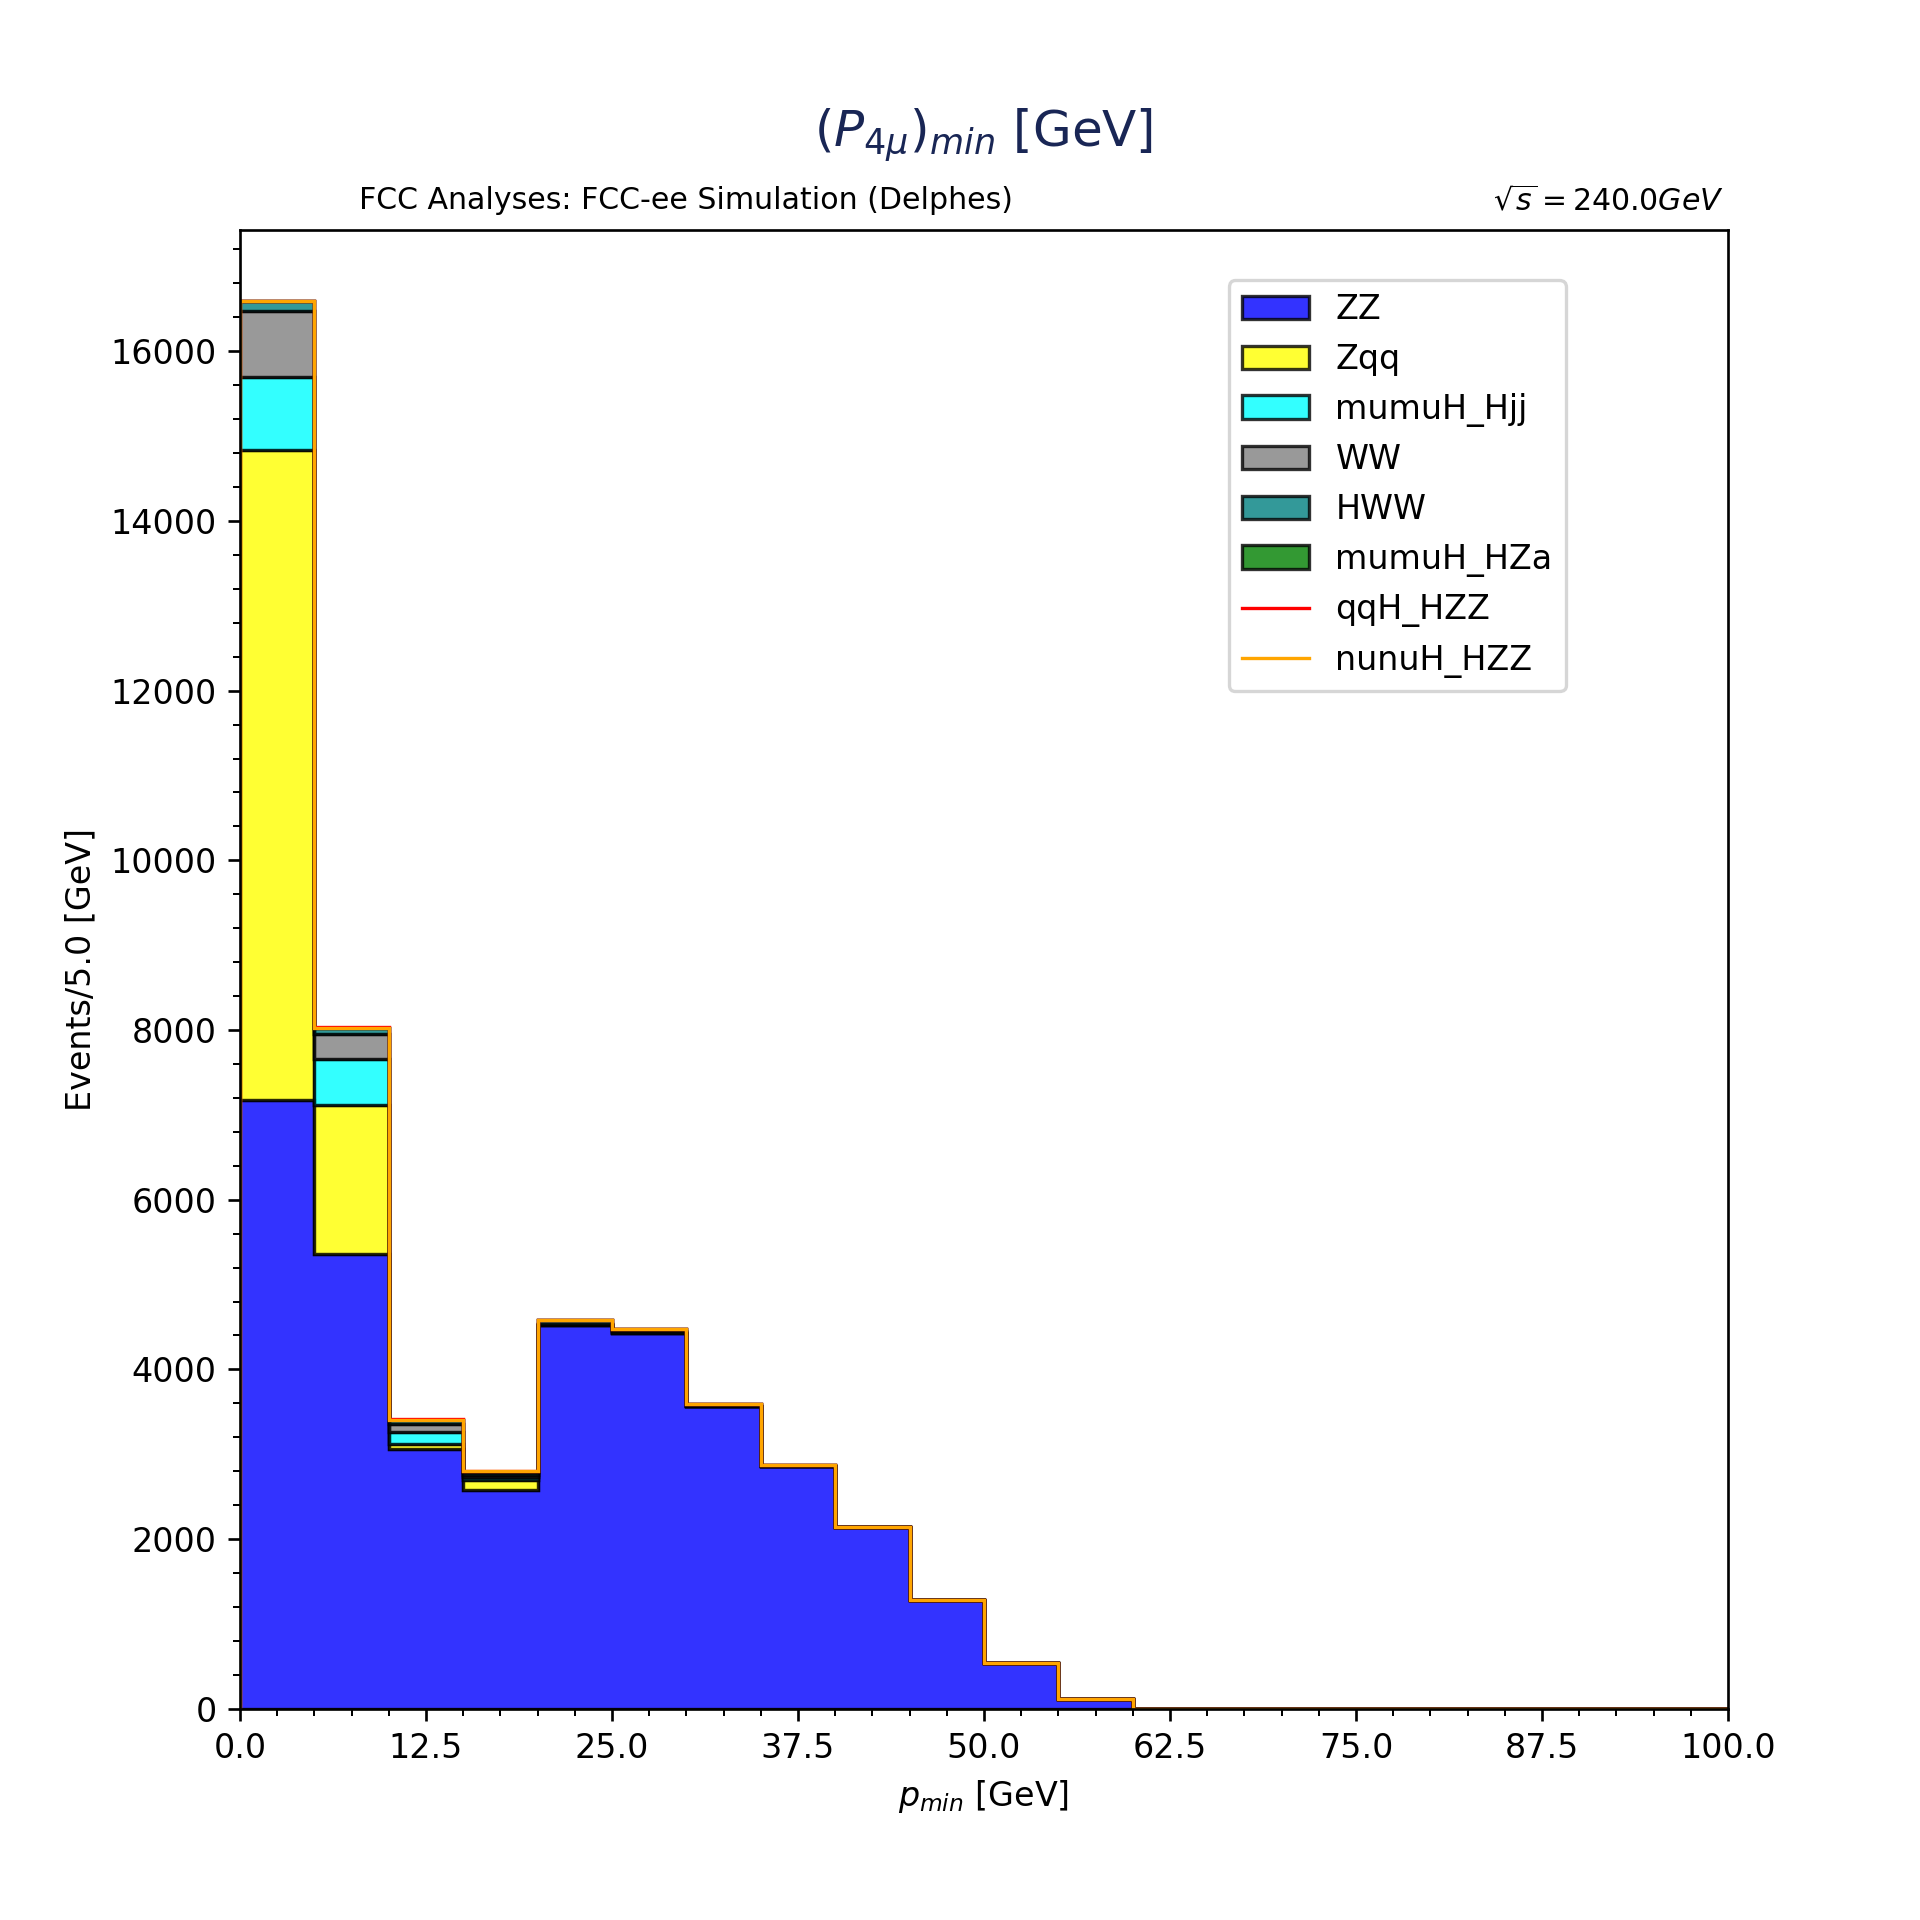 (P4μ)min [GeV]
FCC Analyses: FCC-ee Simulation (Delphes)
√s = 240.0GeV
ZZ
Zqq
mumuH_Hjj
WW
HWW
mumuH_HZa
qqH_HZZ
nunuH_HZZ
Events/5.0 [GeV]
16000
14000
12000
10000
8000
6000
4000
2000
0
0.0 12.5 25.0 37.5 50.0 62.5 75.0 87.5 100.0
pmin [GeV]